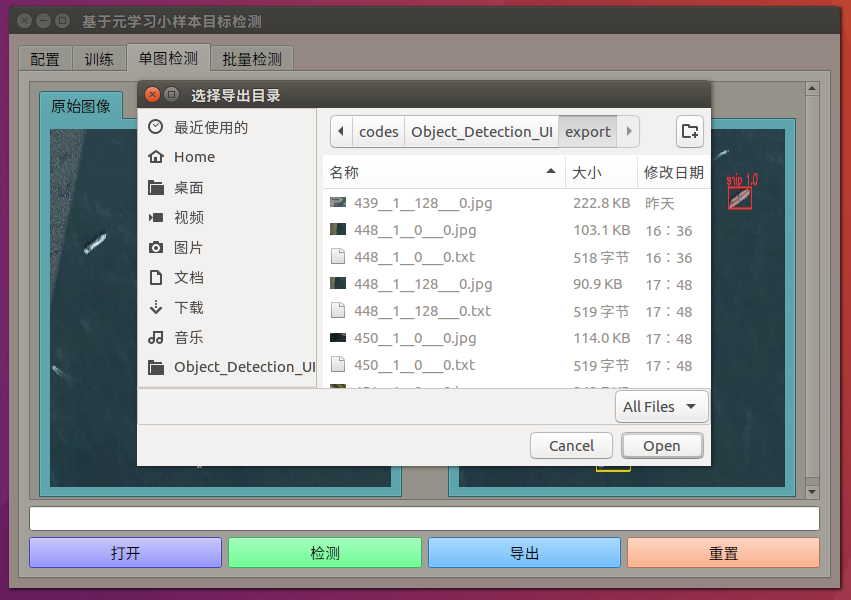 基于元学习小样本目标检测
配置 训练 单图检测 批量检测
原始图像
选择导出目录
最近使用的
Home
桌面
视频
图片
文档
下载
音乐
Object_Detection_UI
codes Object_Detection_UI export
名称 大小 修改日期
439__1__128___0.jpg 222.8 KB 昨天
448__1__0___0.jpg 103.1 KB 16：36
448__1__0___0.txt 518 字节 16：36
448__1__128___0.jpg 90.9 KB 17：48
448__1__128___0.txt 519 字节 17：48
450__1__0___0.jpg 114.0 KB 17：48
450__1__0___0.txt 519 字节 17：48
All Files
Cancel Open
ship 1.0
打开 检测 导出 重置